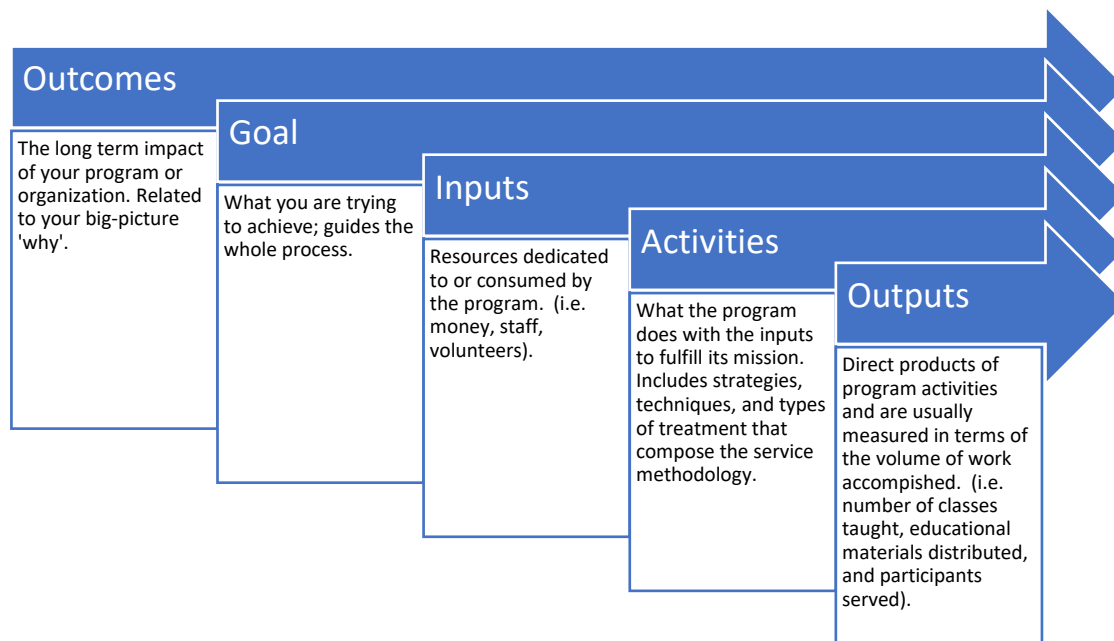 Outcomes
The long term impact
of your program or
organization. Related
to your big-picture
'why'.
Goal
What you are trying
to achieve; guides the
whole process.
Inputs
Resources dedicated
to or consumed by
the program.  (i.e.
money, staff,
volunteers).
Activities
What the program
does with the inputs
to fulfill its mission.
Includes strategies,
techniques, and types
of treatment that
compose the service
methodology.
Outputs
Direct products of
program activities
and are usually
measured in terms of
the volume of work
accompished.  (i.e.
number of classes
taught, educational
materials distributed,
and participants
served).